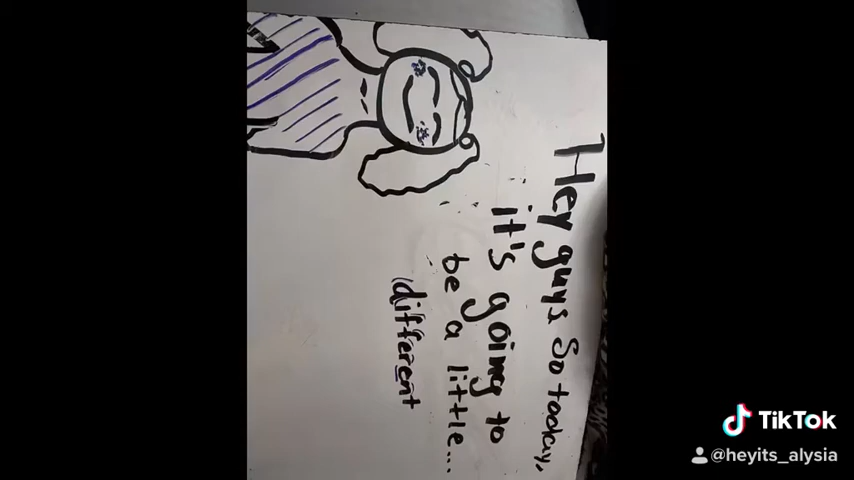 Hey guys. So today,
it's going to
be a little...
different
TikTok
@heyits_alysia